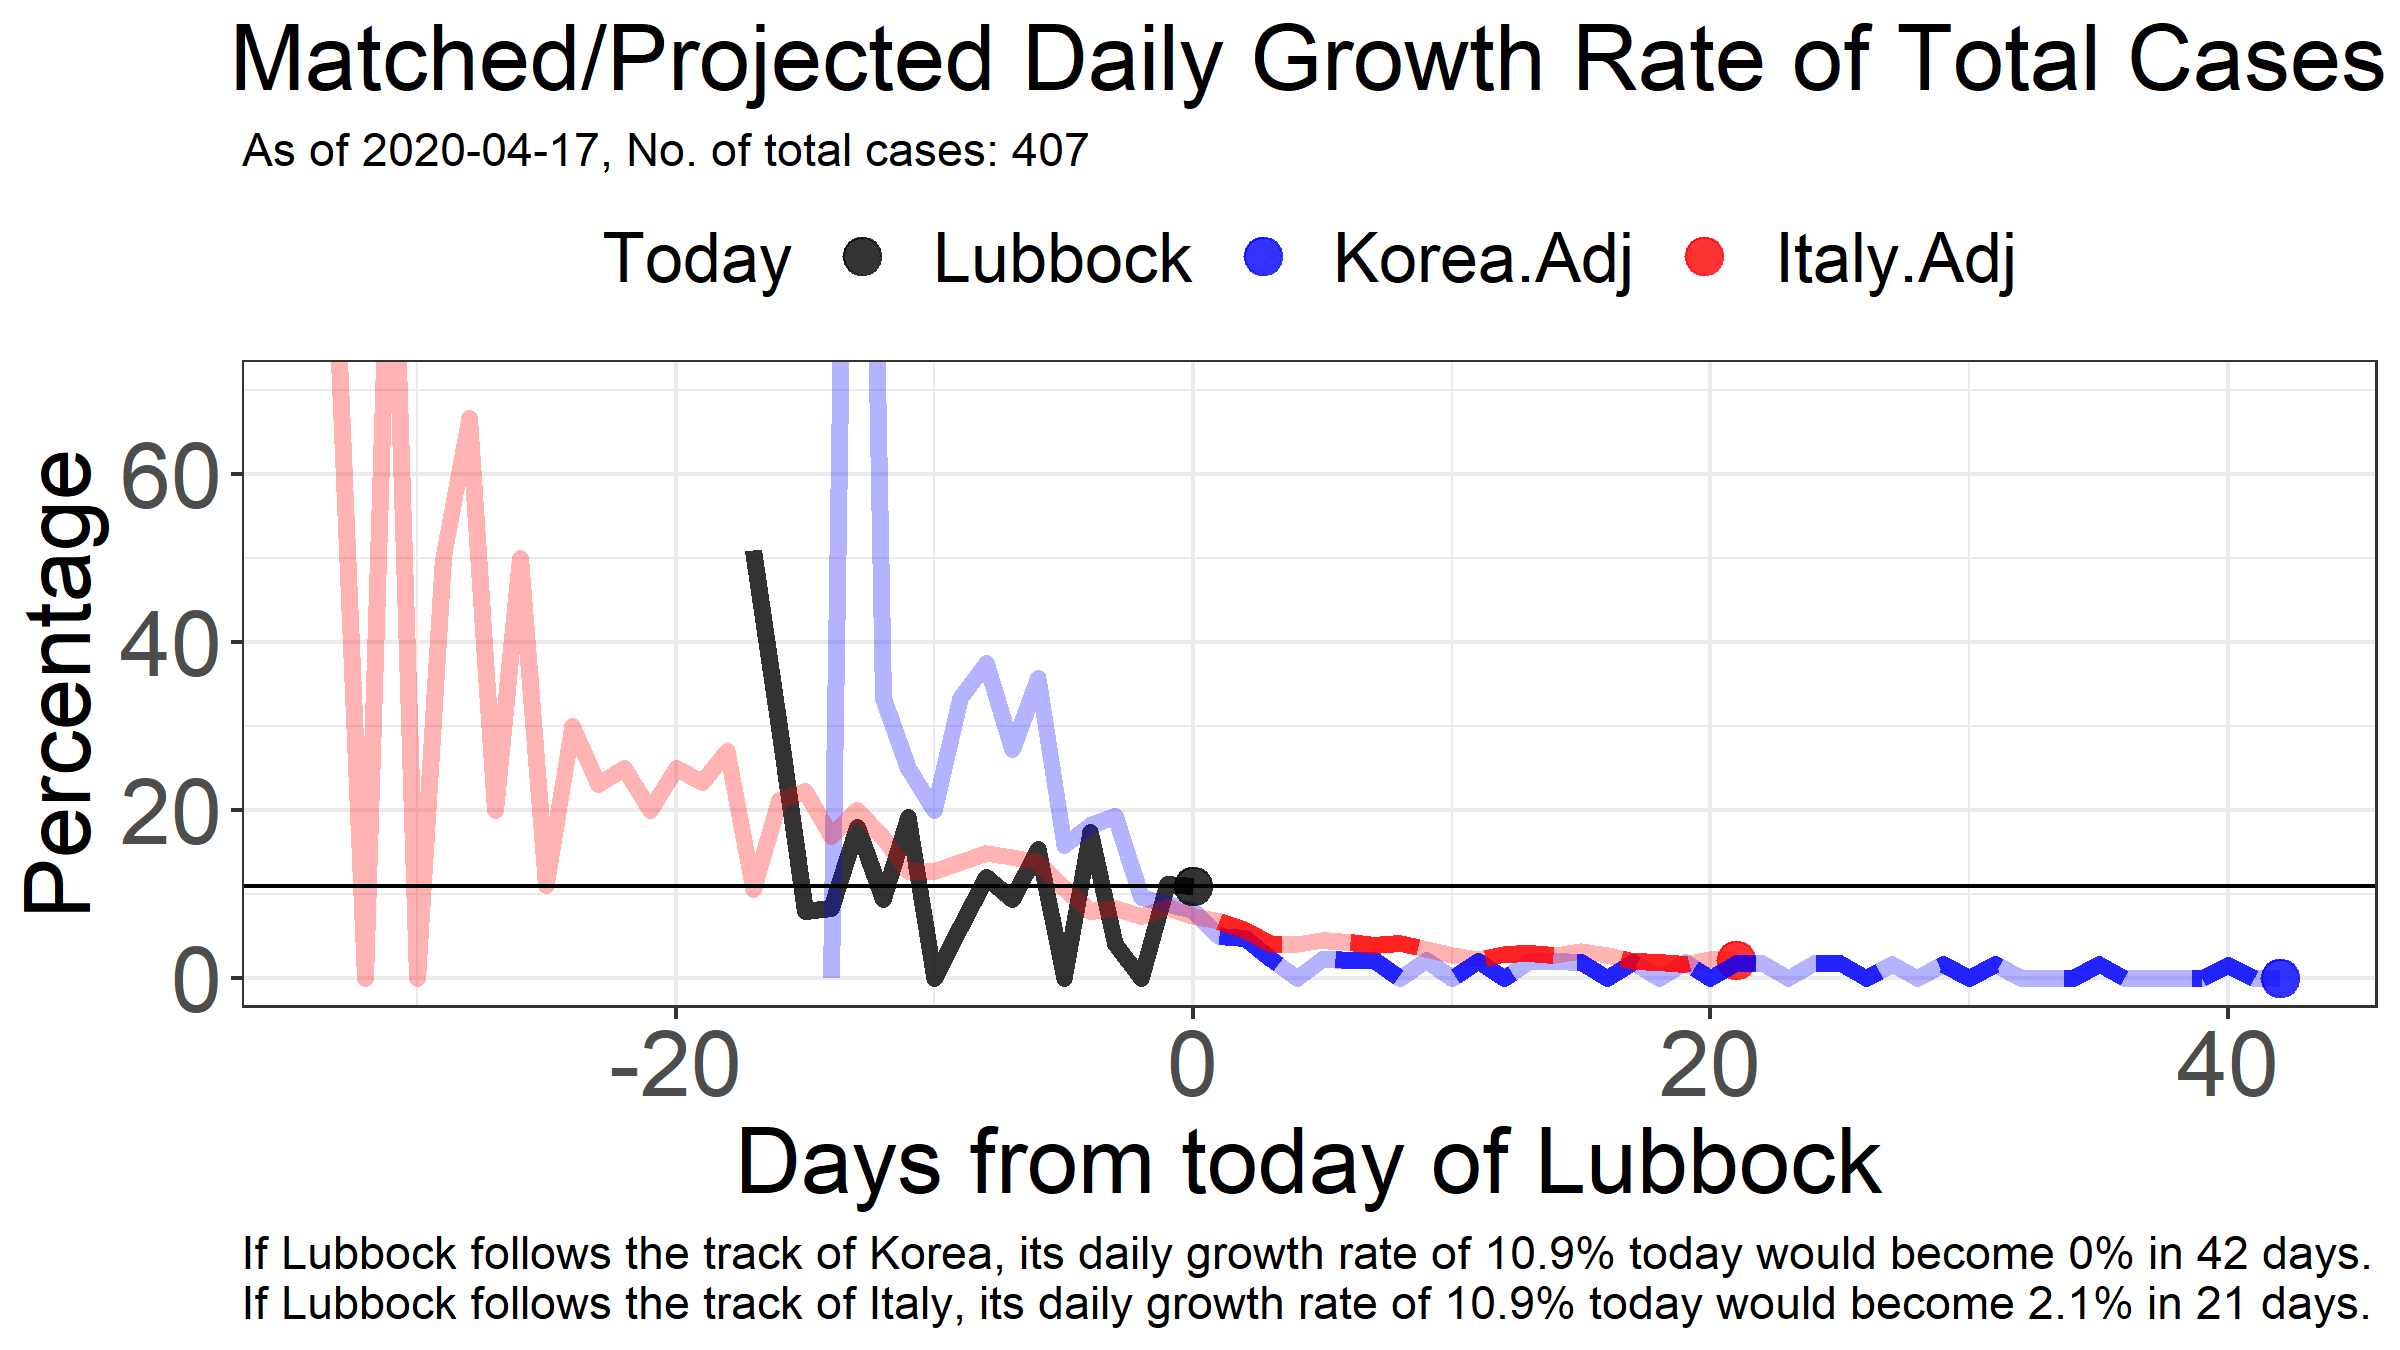 Matched/Projected Daily Growth Rate of Total Cases
As of 2020-04-17, No. of total cases: 407
Today Lubbock Korea.Adj Italy.Adj
Percentage
60
40
20
0
-20 0 20 40
Days from today of Lubbock
If Lubbock follows the track of Korea, its daily growth rate of 10.9% today would become 0% in 42 days.
If Lubbock follows the track of Italy, its daily growth rate of 10.9% today would become 2.1% in 21 days.